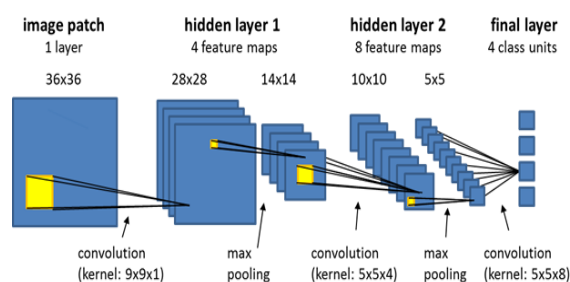 image patch
1 layer
36x36
hidden layer 1
4 feature maps
28x28
14x14
hidden layer 2
8 feature maps
10x10
5x5
final layer
4 class units
convolution
(kernel: 9x9x1)
max
pooling
convolution
(kernel: 5x5x4)
max
pooling
convolution
(kernel: 5x5x8)